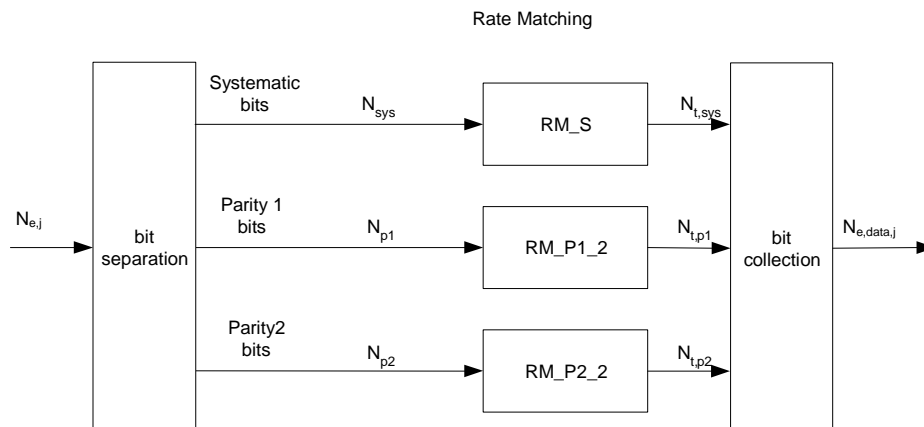 Rate Matching
Systematic
bits
N_sys
RM_S
N_t,sys
N_e,j
bit
separation
Parity 1
bits
N_p1
RM_P1_2
N_t,p1
bit
collection
N_e,data,j
Parity2
bits
N_p2
RM_P2_2
N_t,p2